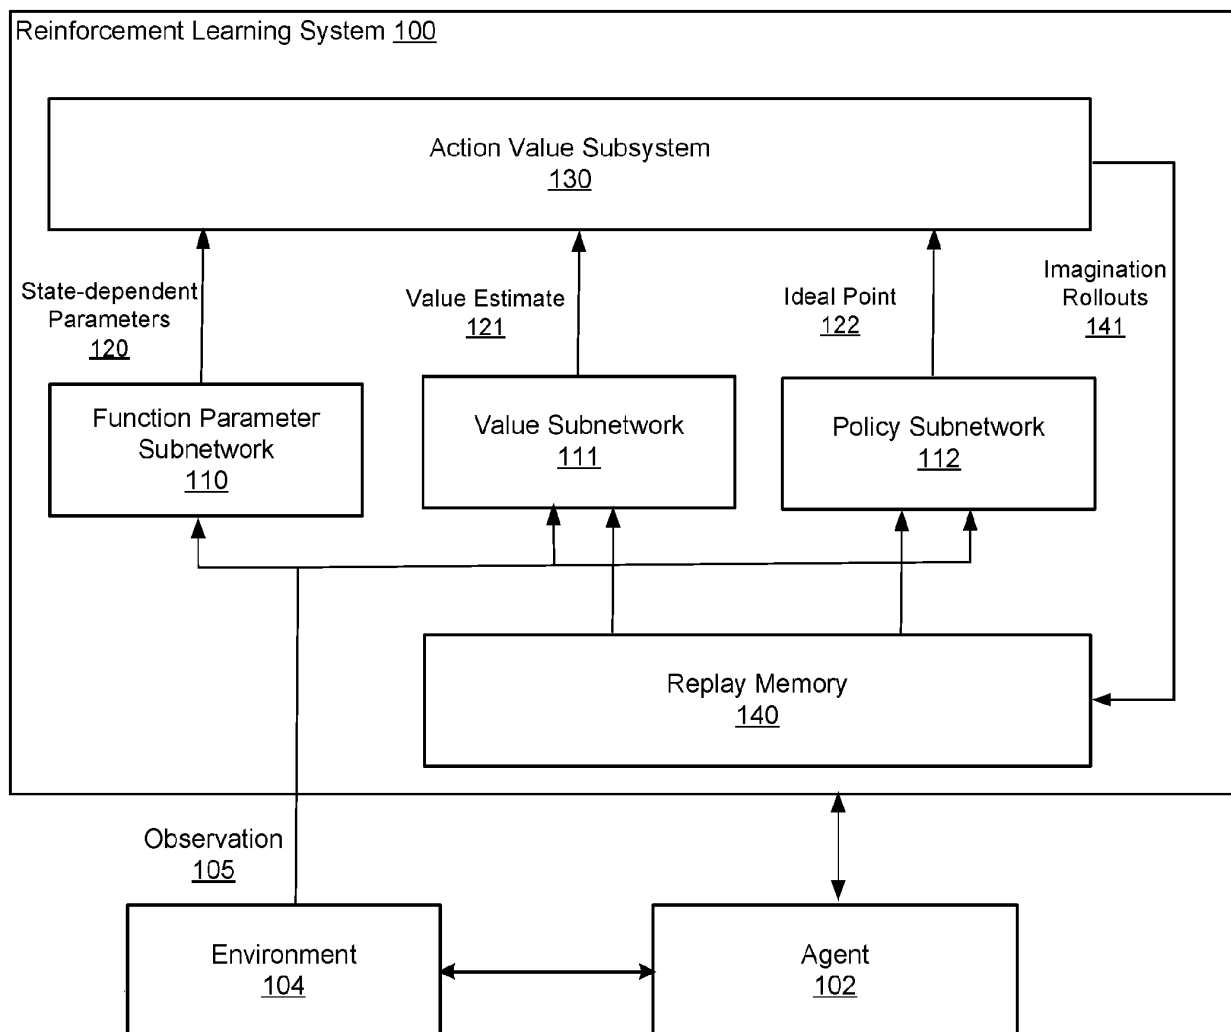 Reinforcement Learning System 100
Action Value Subsystem
130
State-dependent
Parameters
120
Value Estimate
121
Ideal Point
122
Imagination
Rollouts
141
Function Parameter
Subnetwork
110
Value Subnetwork
111
Policy Subnetwork
112
Replay Memory
140
Observation
105
Environment
104
Agent
102